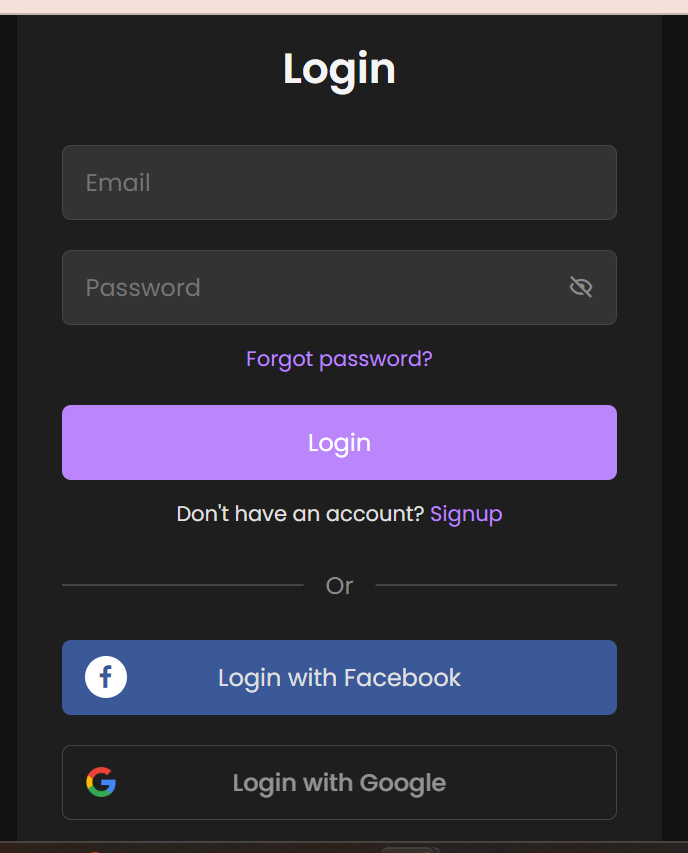 Login
Email
Password
Forgot password?
Login
Don't have an account? Signup
Or
Login with Facebook
Login with Google